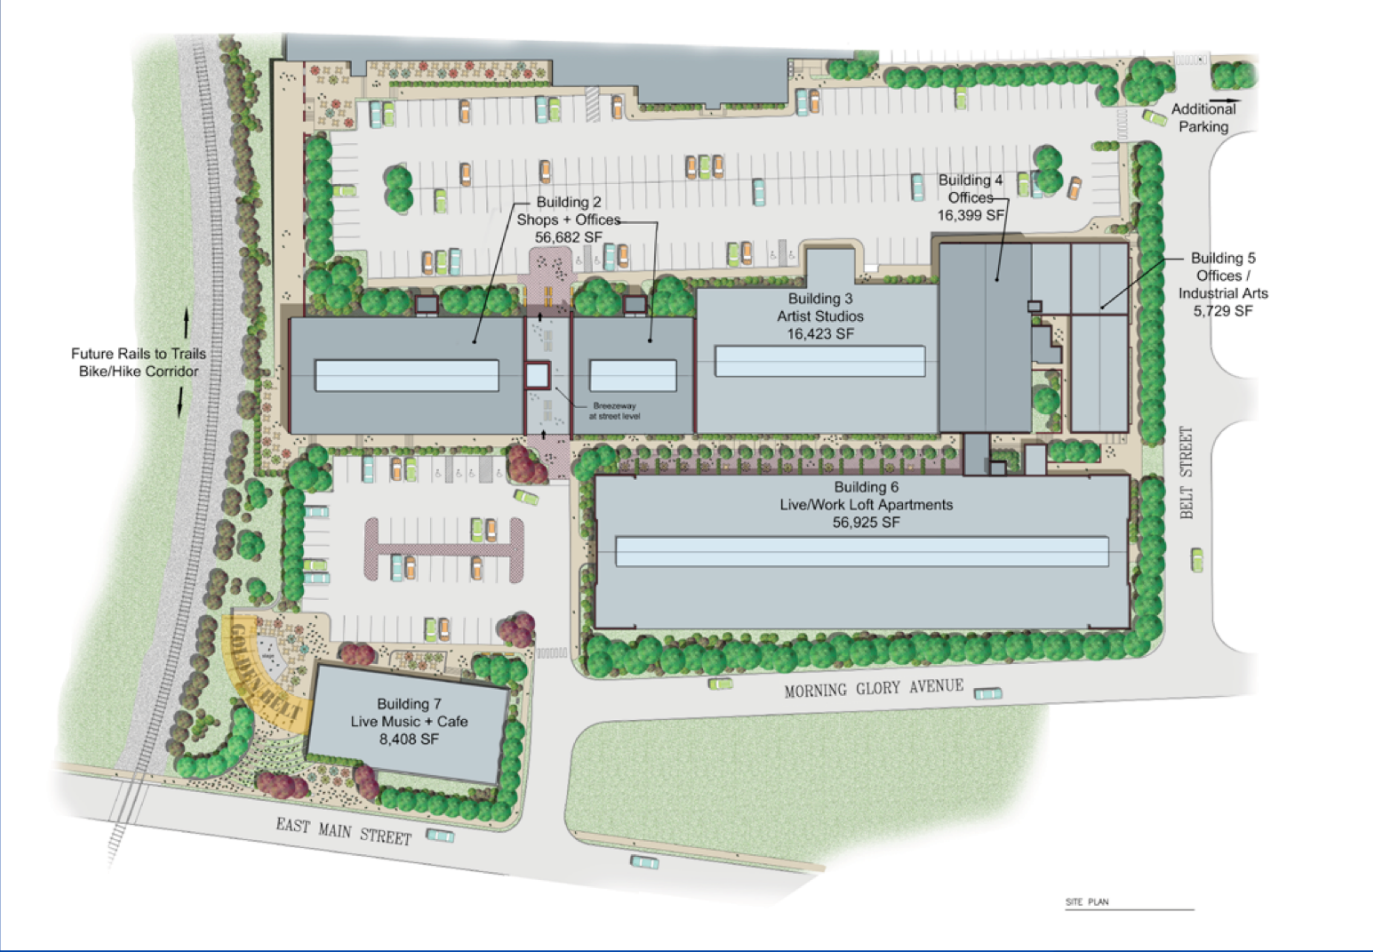 Additional
Parking
Building 4
Offices
16,399 SF
Building 2
Shops + Offices
56,682 SF
Building 5
Offices /
Industrial Arts
5,729 SF
Building 3
Artist Studios
16,423 SF
Future Rails to Trails
Bike/Hike Corridor
Breezeway
at street level
BELT STREET
Building 6
Live/Work Loft Apartments
56,925 SF
GOLDEN BELT
stage
MORNING GLORY AVENUE
Building 7
Live Music + Cafe
8,408 SF
EAST MAIN STREET
SITE PLAN